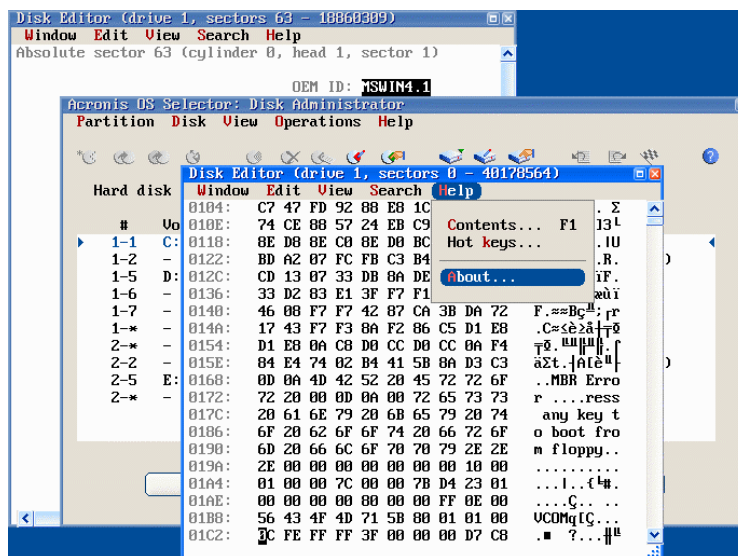 Disk Editor (drive 1, sectors 63 - 18860309)
Window Edit View Search Help
Absolute sector 63 (cylinder 0, head 1, sector 1)
OEM ID: MSWIN4.1
Acronis OS Selector: Disk Administrator
Partition Disk View Operations Help
Hard disk
# Vo
1-1 C:
1-2 -
1-5 D:
1-6 -
1-7 -
1-* -
2-* -
2-2 -
2-5 E:
2-* -
Disk Editor (drive 1, sectors 0 - 40178564)
Window Edit View Search Help
Contents... F1
Hot keys...
About...
0104: C7 47 FD 92 88 E8 1C . Σ
010E: 74 CE 88 57 24 EB C9 ]3╚
0118: 8E D8 8E C0 8E D0 BC .IU
0122: BD A2 07 FC FB C3 B4 .R.
012C: CD 13 07 33 DB 8A DE ïF.
0136: 33 D2 83 E1 3F F7 F1 æùï
0140: 46 08 F7 F7 42 87 CA 3B DA 72 F.≈≈Bç╩;┌r
014A: 17 43 F7 F3 8A F2 86 C5 D1 E8 .C≈≤è≥å┼╤Φ
0154: D1 E8 0A C8 D0 CC D0 CC 0A F4
015E: 84 E4 74 02 B4 41 5B 8A D3 C3 äΣt.┤A[è╙├
0168: 0D 0A 4D 42 52 20 45 72 72 6F ..MBR Erro
0172: 72 20 00 0D 0A 00 72 65 73 73 r ....ress
017C: 20 61 6E 79 20 6B 65 79 20 74 any key t
0186: 6F 20 62 6F 6F 74 20 66 72 6F o boot fro
0190: 6D 20 66 6C 6F 70 70 79 2E 2E m floppy..
019A: 2E 00 00 00 00 00 00 00 10 00 ..........
01A4: 01 00 00 7C 00 00 7B D4 23 01 ...|..{╘#.
01AE: 00 00 00 00 80 00 00 FF 0E 00 ....Ç.. ..
01B8: 56 43 4F 4D 71 5B 80 01 01 00 VCOMq[Ç...
01C2: 0C FE FF FF 3F 00 00 00 D7 C8 .■ ?...╫╚